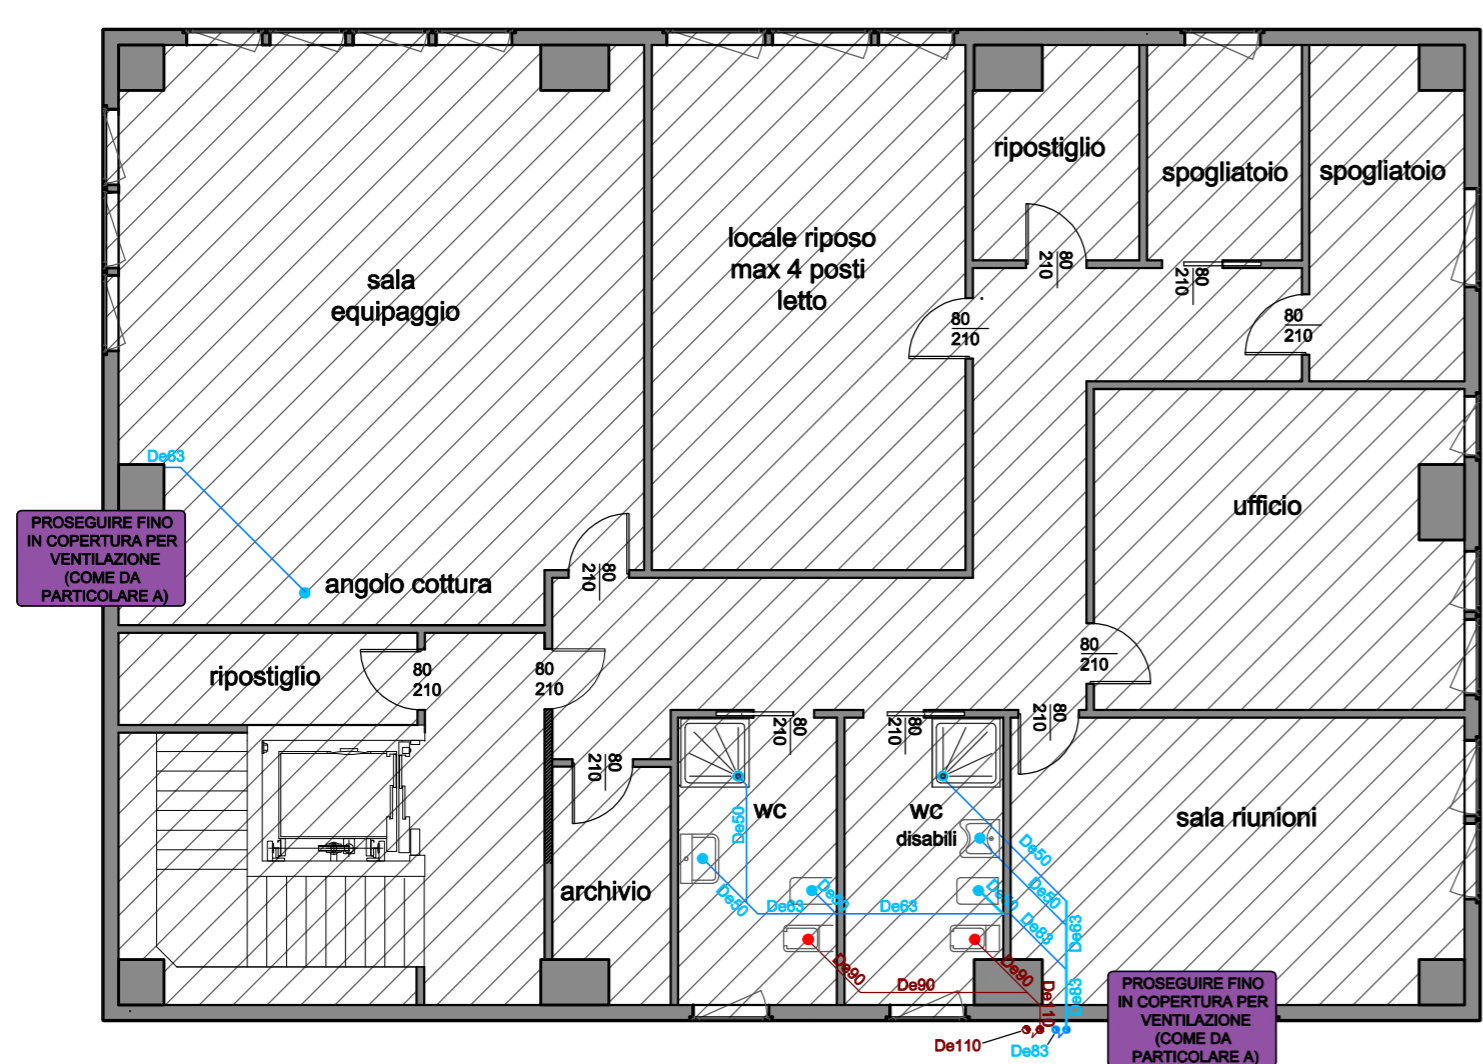 ripostiglio
spogliatoio
spogliatoio
locale riposo
max 4 posti
letto
sala
equipaggio
80
210
80
210
80
210
80
210
De63
ufficio
PROSEGUIRE FINO
IN COPERTURA PER
VENTILAZIONE
(COME DA
PARTICOLARE A)
angolo cottura
80
210
80
210
ripostiglio
80
210
80
210
80
210
80
210
80
210
80
210
WC
De50
WC
disabili
sala riunioni
De50
De50
archivio
De50
De63
De50
De63
De50
De83
De63
De90
De90
De90
De110
De83
De110
De83
PROSEGUIRE FINO
IN COPERTURA PER
VENTILAZIONE
(COME DA
PARTICOLARE A)